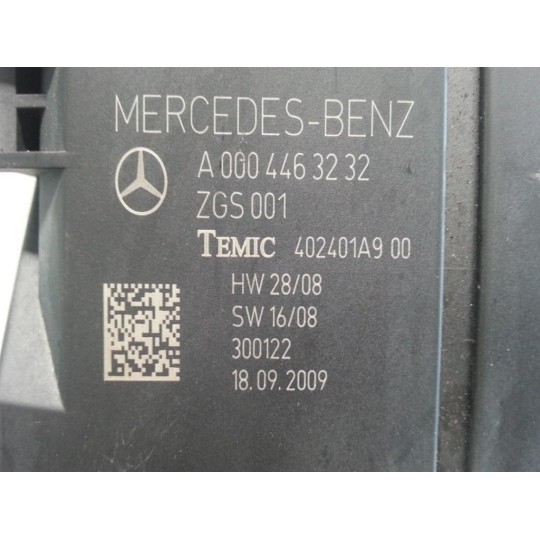 MERCEDES-BENZ
A 000 446 32 32
ZGS 001
TEMIC 402401A9 00
HW 28/08
SW 16/08
300122
18.09.2009